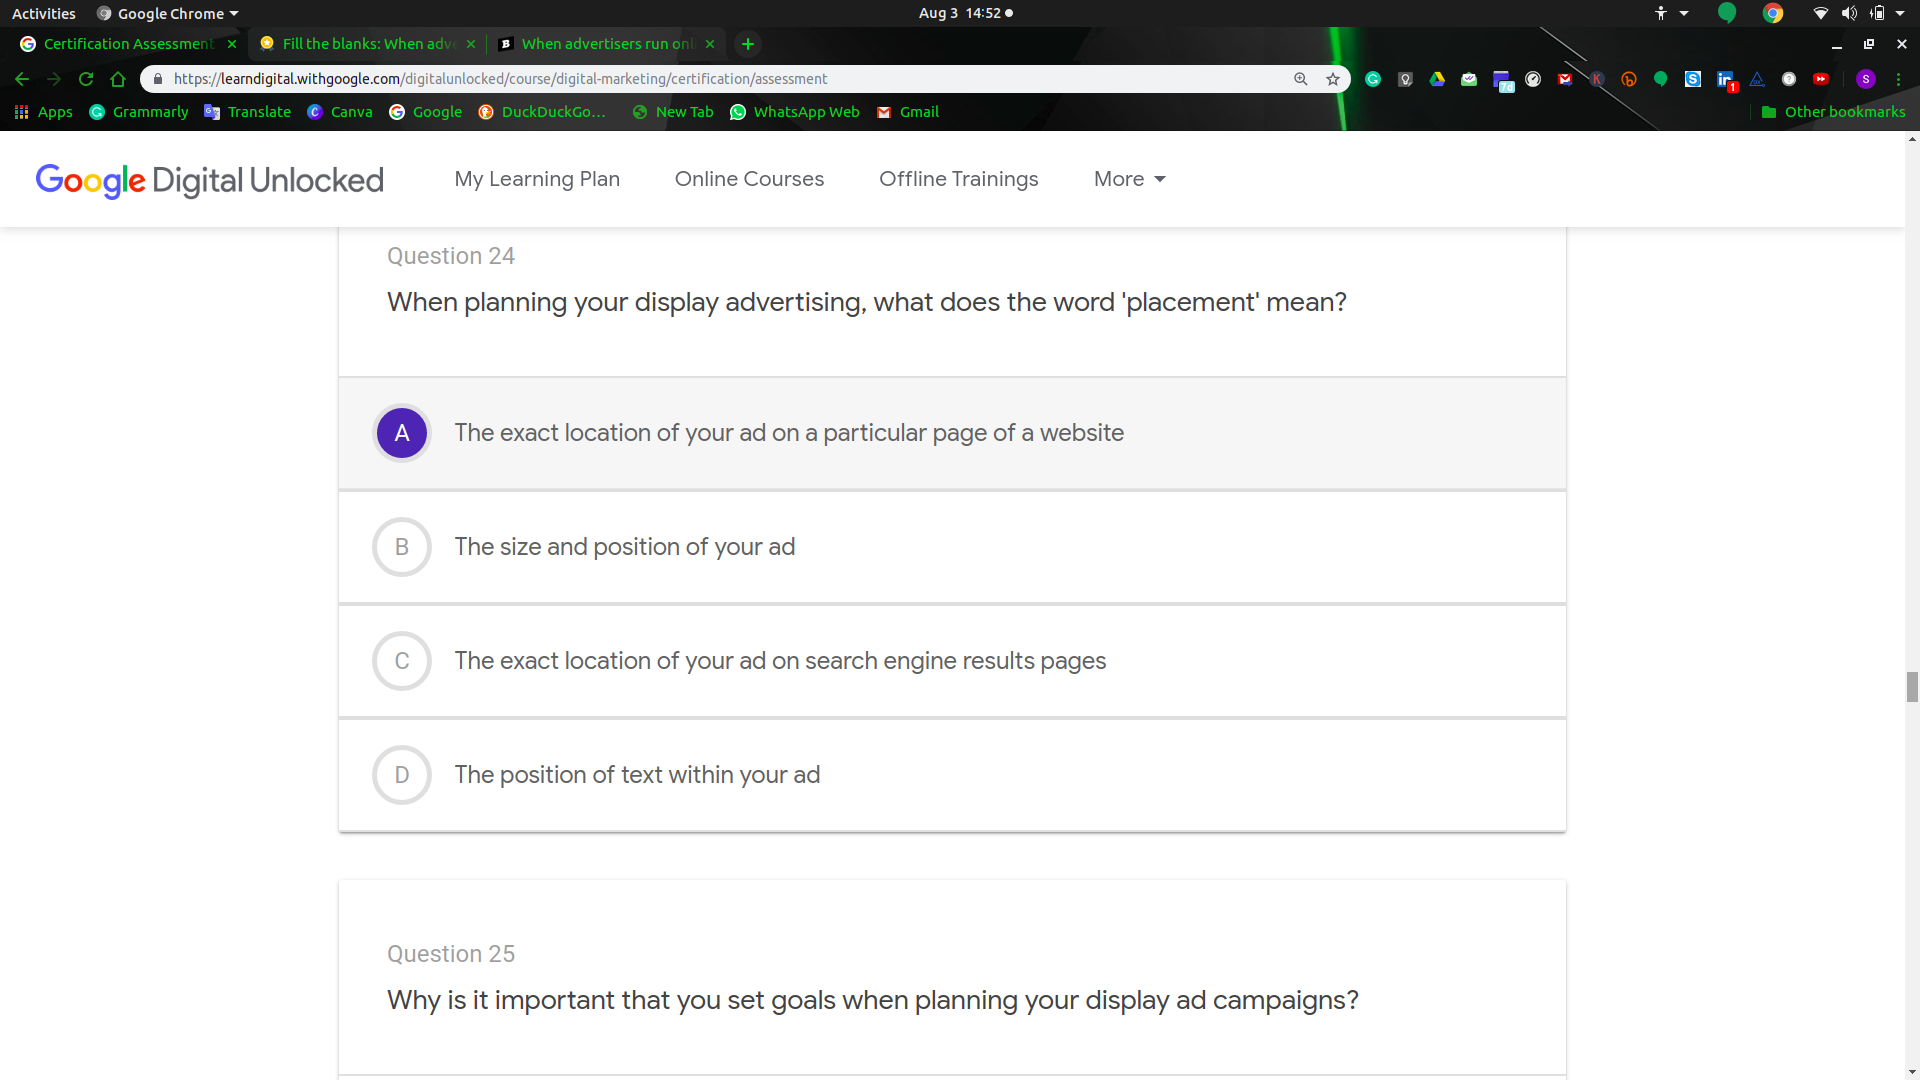 Activities Google Chrome Aug 3 14:52
Certification Assessment Fill the blanks: When adve When advertisers run onl
https://learndigital.withgoogle.com/digitalunlocked/course/digital-marketing/certification/assessment
Apps Grammarly Translate Canva Google DuckDuckGo... New Tab WhatsApp Web Gmail Other bookmarks
Google Digital Unlocked My Learning Plan Online Courses Offline Trainings More
Question 24
When planning your display advertising, what does the word 'placement' mean?
A The exact location of your ad on a particular page of a website
B The size and position of your ad
C The exact location of your ad on search engine results pages
D The position of text within your ad
Question 25
Why is it important that you set goals when planning your display ad campaigns?